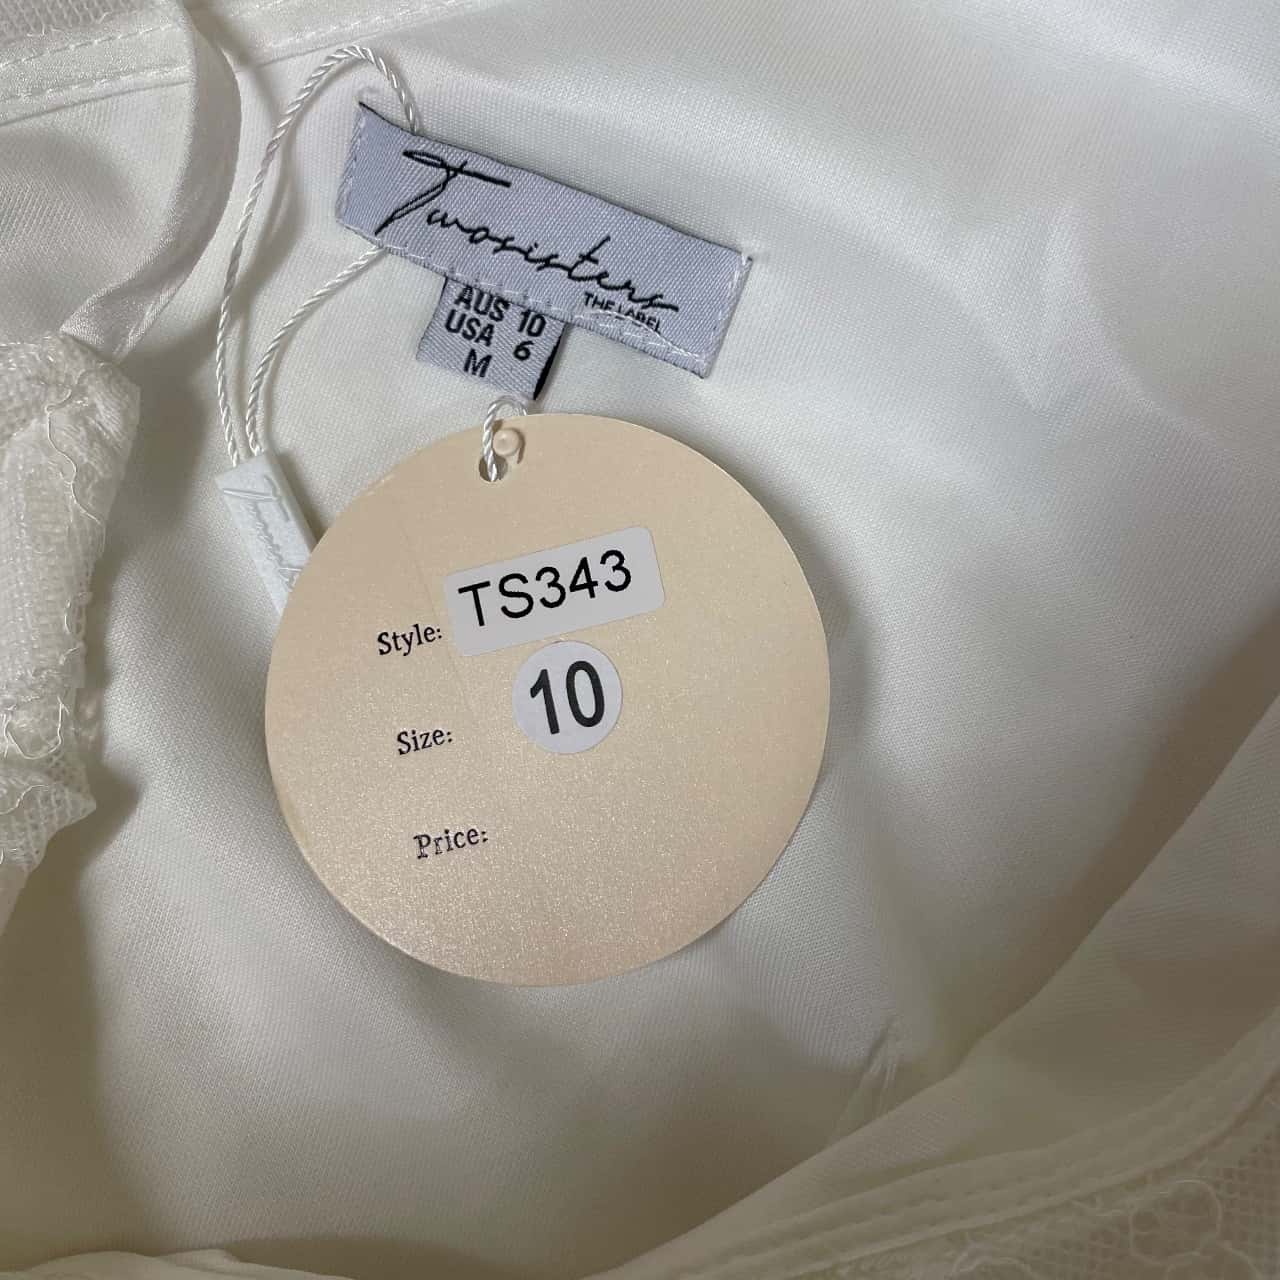 Twosisters
THE LABEL
AUS 10
USA 6
M
Style: TS343
Size: 10
Price: